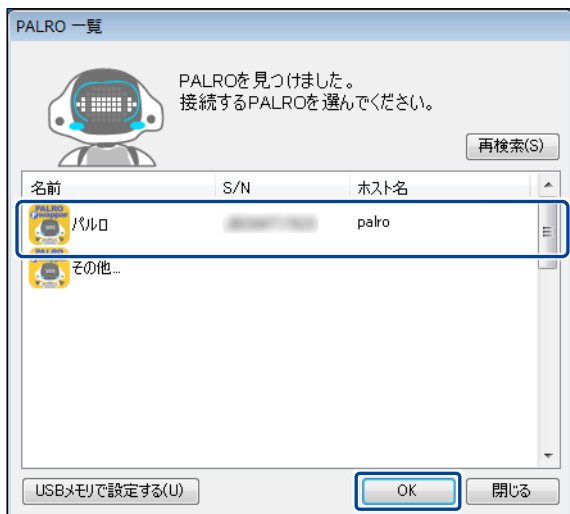 PALRO 一覧
PALROを見つけました。
接続するPALROを選んでください。
再検索(S)
名前 S/N ホスト名
パルロ palro
その他...
USBメモリで設定する(U) OK 閉じる